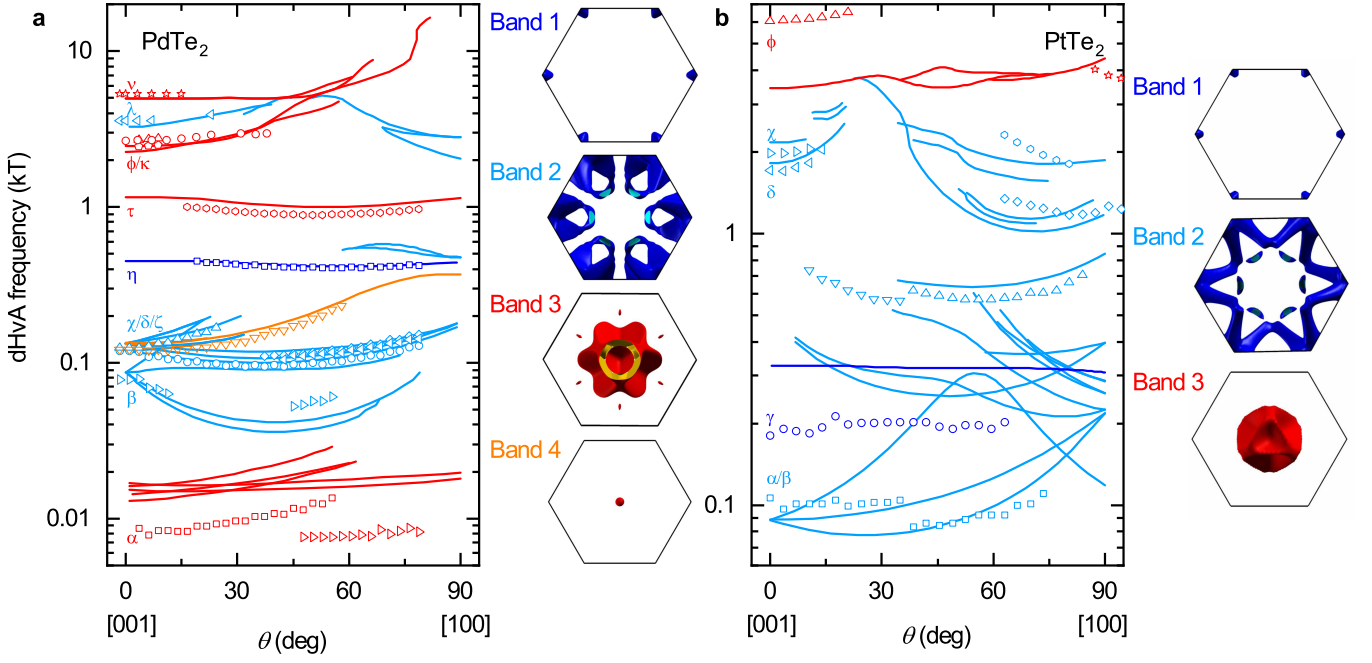 a
PdTe2
dHvA frequency (kT)
10
1
0.1
0.01
ν
λ
ϕ/κ
τ
η
χ/δ/ζ
β
α
0
30
60
90
[001]
θ (deg)
[100]
Band 1
Band 2
Band 3
Band 4
b
PtTe2
1
0.1
ϕ
χ
δ
γ
α/β
0
30
60
90
[001]
θ (deg)
[100]
Band 1
Band 2
Band 3